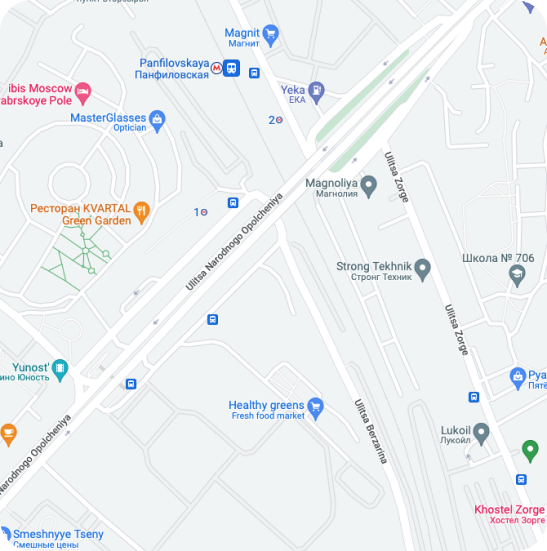 Magnit
Магнит
Panfilovskaya
Панфиловская
ibis Moscow
abrskoye Pole
Yeka
ЕКА
MasterGlasses
Optician
2
Ulitsa Zorge
Magnoliya
Магнолия
Ресторан KVARTAL
Green Garden
1
Ulitsa Narodnogo Opolcheniya
Школа № 706
Strong Tekhnik
Стронг Техник
Ulitsa Zorge
Yunost'
ино Юность
Руа
Пятё
Healthy greens
Fresh food market
Ulitsa Berzarina
Narodnogo Opolcheniya
Lukoil
Лукойл
Khostel Zorge
Хостел Зорге
Smeshnyye Tseny
Смешные цены